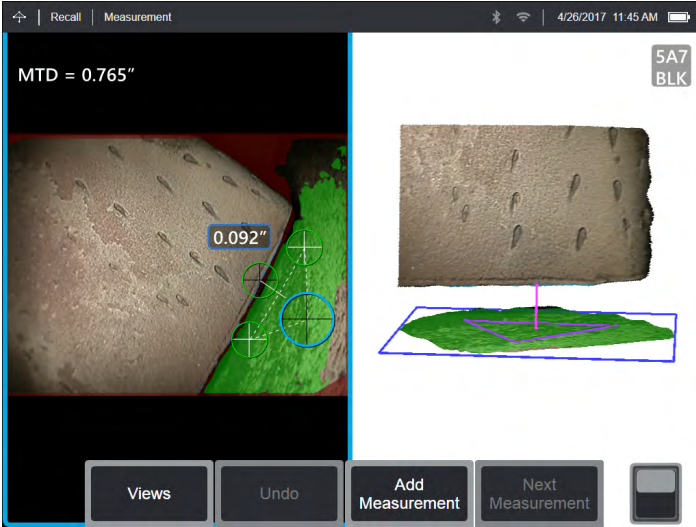 Recall
Measurement
4/26/2017 11:45 AM
MTD = 0.765"
5A7
BLK
0.092"
Views
Undo
Add
Measurement
Next
Measurement